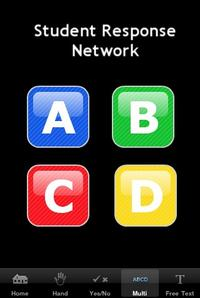 Student Response
Network
A B
C D
ABCD T
Home Hand Yes/No Multi Free Text